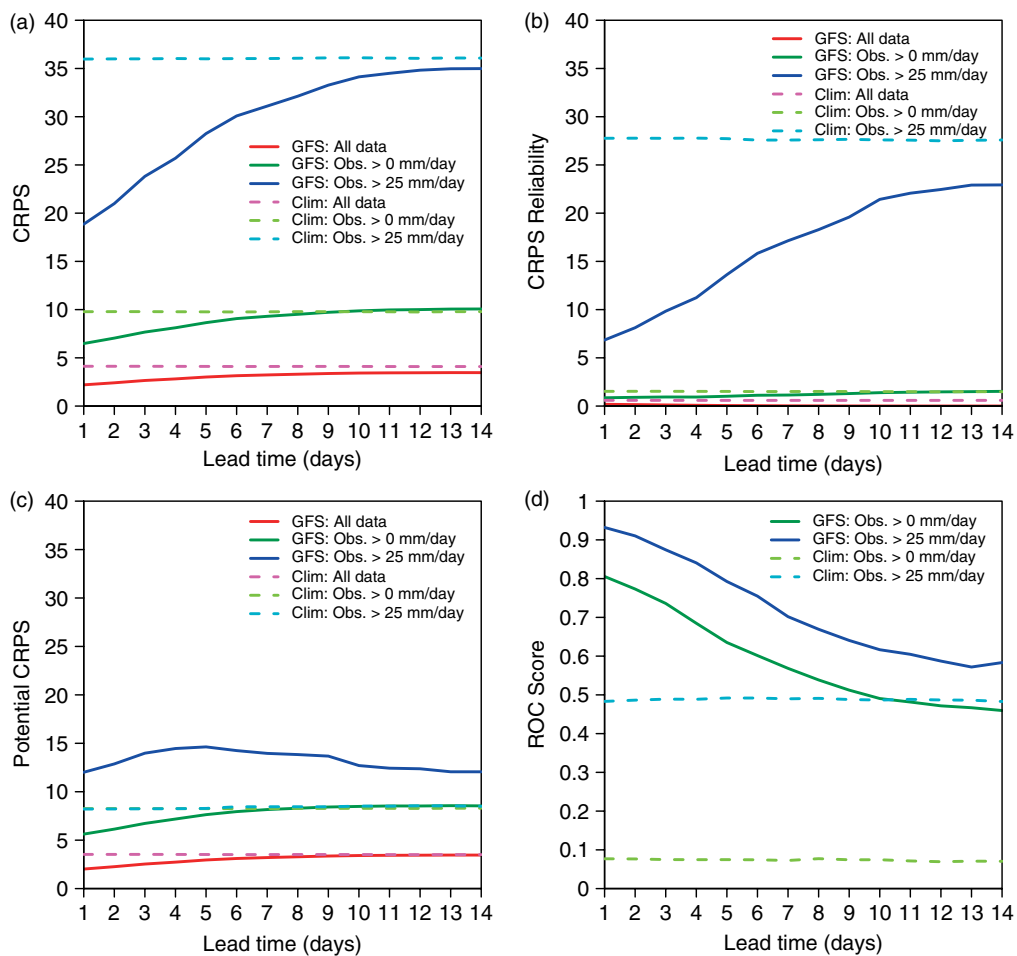 (a)
40
35
30
25
20
15
10
5
0
CRPS
GFS: All data
GFS: Obs. > 0 mm/day
GFS: Obs. > 25 mm/day
Clim: All data
Clim: Obs. > 0 mm/day
Clim: Obs. > 25 mm/day
1 2 3 4 5 6 7 8 9 10 11 12 13 14
Lead time (days)
(b)
40
35
30
25
20
15
10
5
0
CRPS Reliability
GFS: All data
GFS: Obs. > 0 mm/day
GFS: Obs. > 25 mm/day
Clim: All data
Clim: Obs. > 0 mm/day
Clim: Obs. > 25 mm/day
1 2 3 4 5 6 7 8 9 10 11 12 13 14
Lead time (days)
(c)
40
35
30
25
20
15
10
5
0
Potential CRPS
GFS: All data
GFS: Obs. > 0 mm/day
GFS: Obs. > 25 mm/day
Clim: All data
Clim: Obs. > 0 mm/day
Clim: Obs. > 25 mm/day
1 2 3 4 5 6 7 8 9 10 11 12 13 14
Lead time (days)
(d)
1
0.9
0.8
0.7
0.6
0.5
0.4
0.3
0.2
0.1
0
ROC Score
GFS: Obs. > 0 mm/day
GFS: Obs. > 25 mm/day
Clim: Obs. > 0 mm/day
Clim: Obs. > 25 mm/day
1 2 3 4 5 6 7 8 9 10 11 12 13 14
Lead time (days)